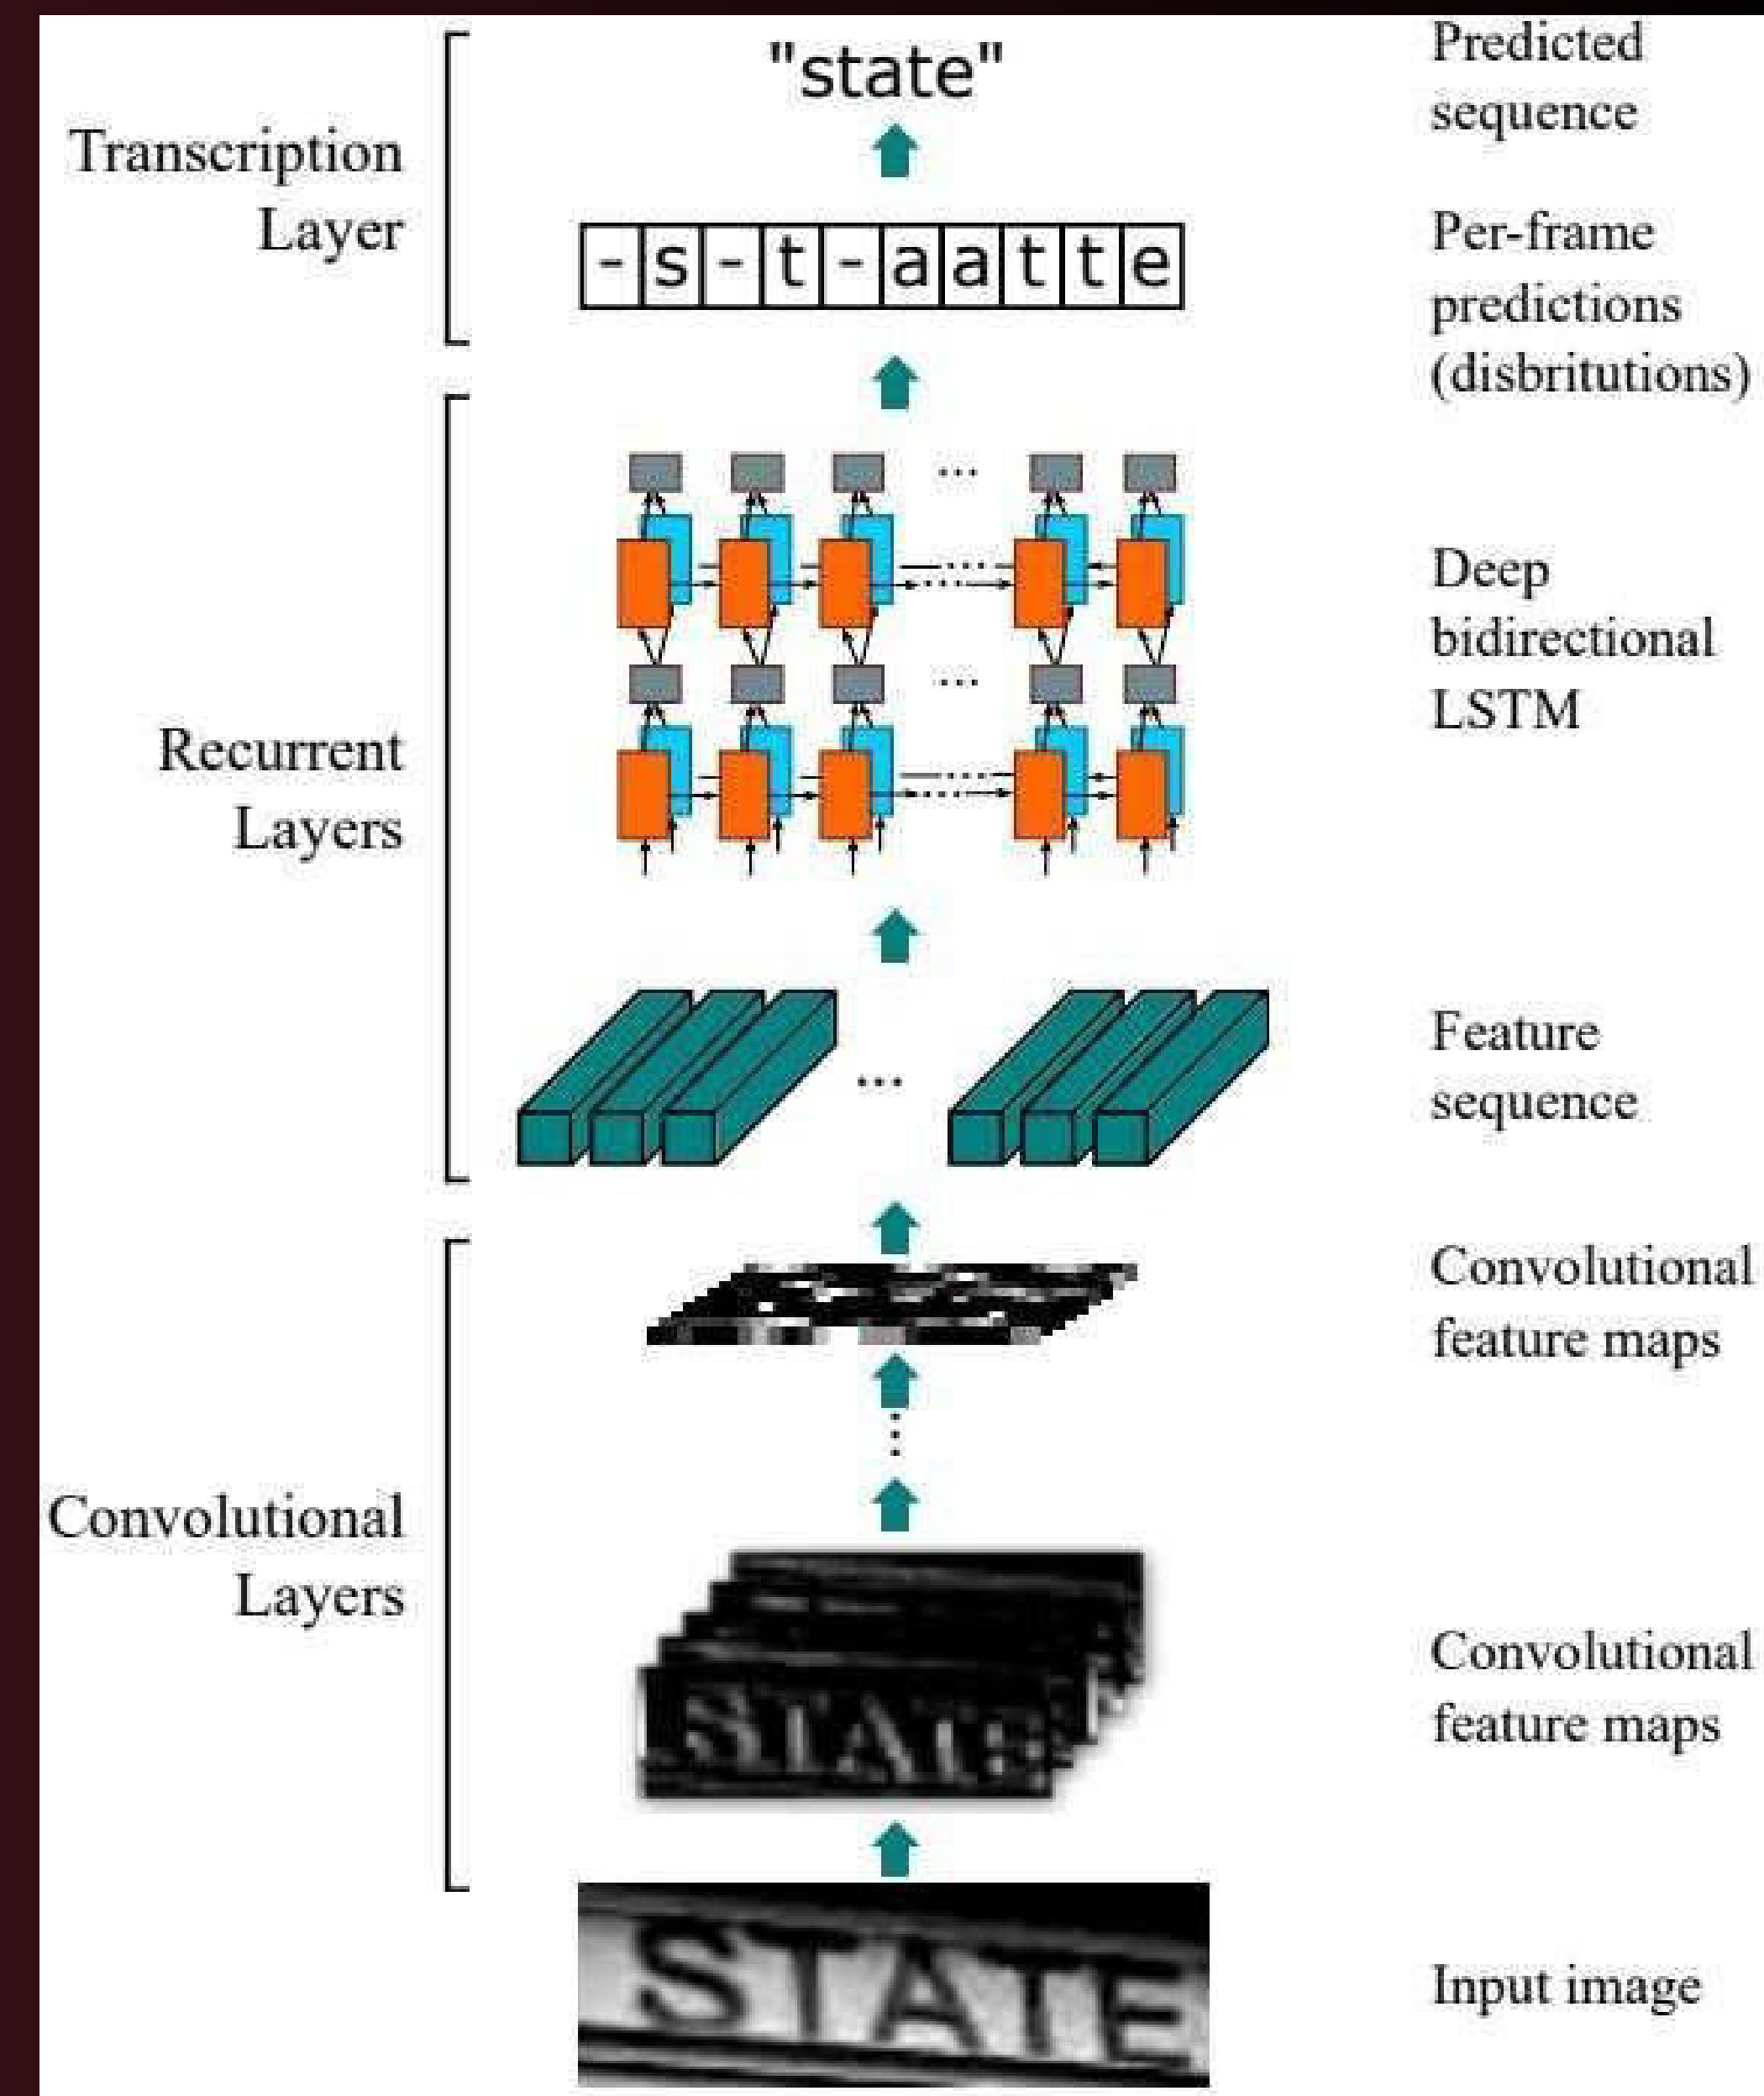 "state"
Predicted
sequence
Transcription
Layer
- s - t - a a t t e
Per-frame
predictions
(disbritutions)
Deep
bidirectional
LSTM
Recurrent
Layers
Feature
sequence
Convolutional
feature maps
Convolutional
Layers
STATE
Convolutional
feature maps
STATE
Input image